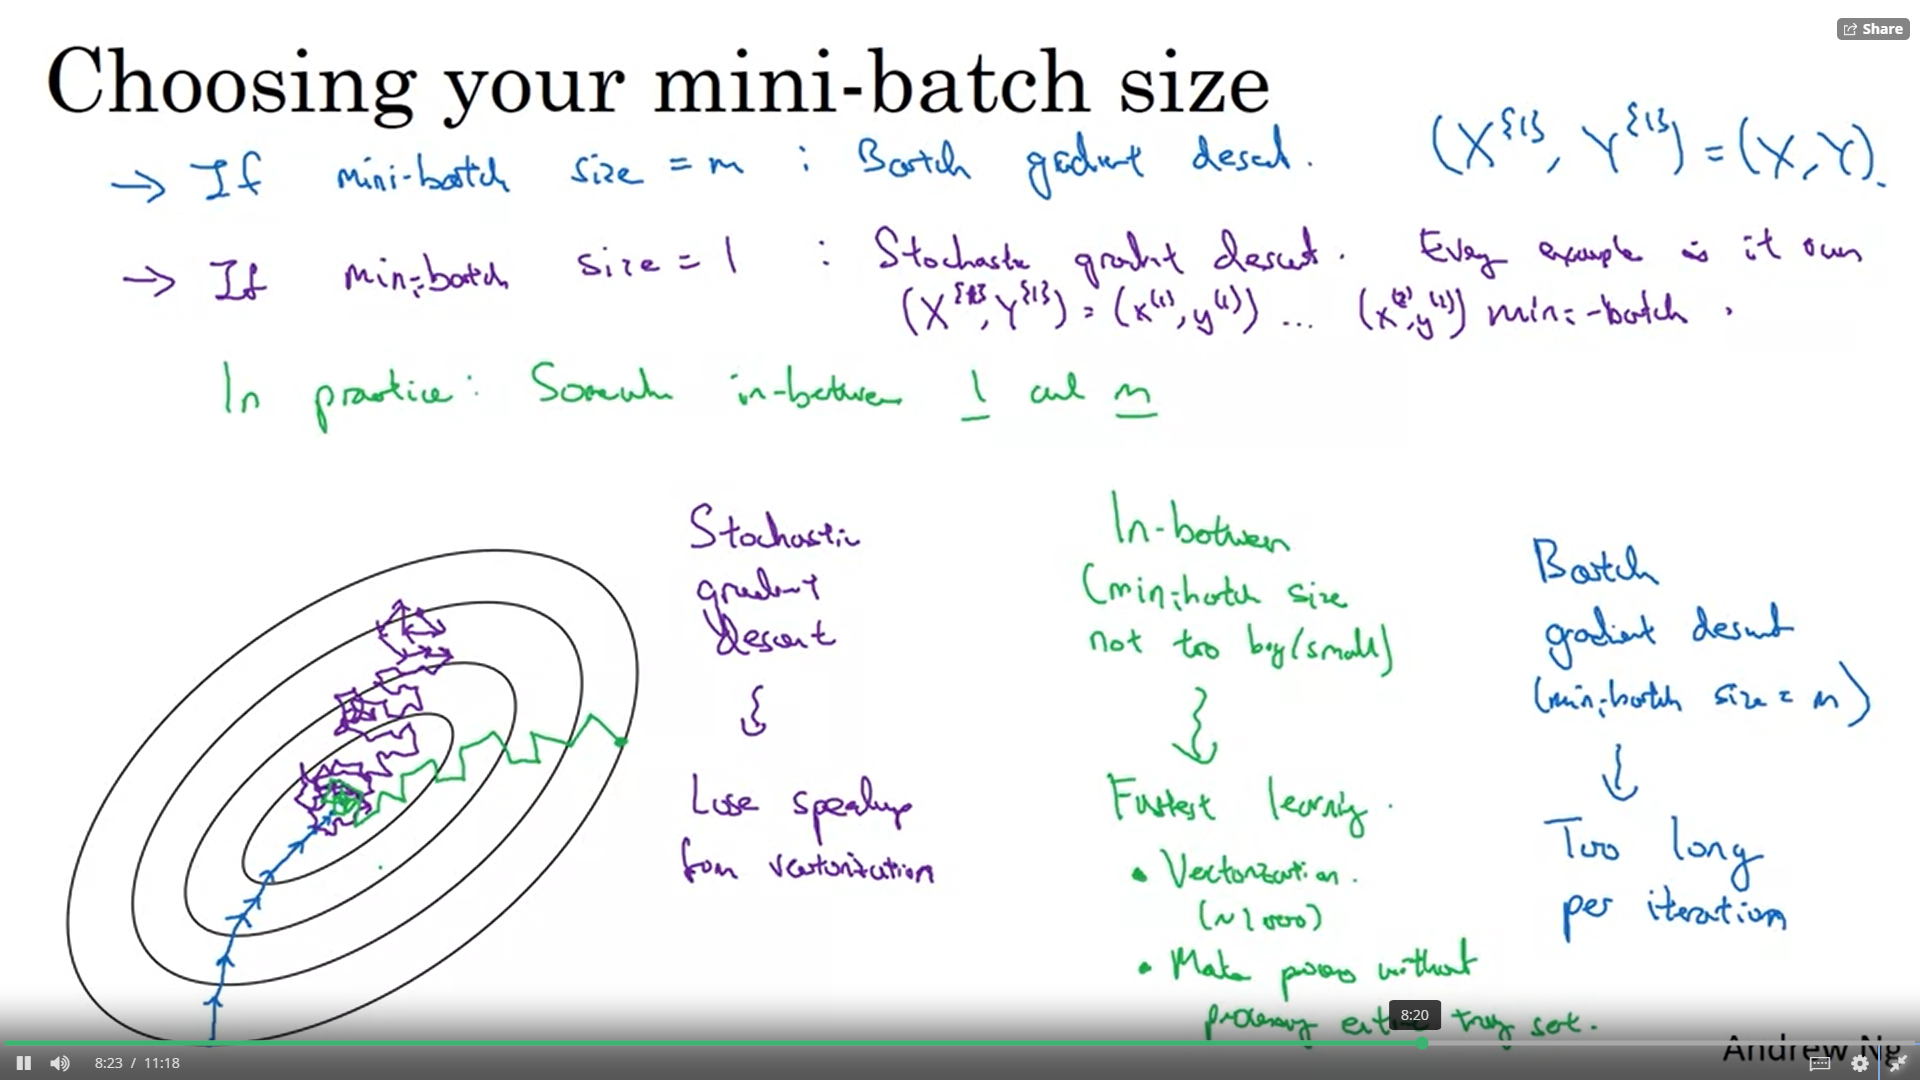 Share
Choosing your mini-batch size
→ If mini-batch size = m : Batch gradient descent. (X^{1}, Y^{1}) = (X, Y).
→ If mini-batch size = 1 : Stochastic gradient descent. Every example is it own
(X^{1}, Y^{1}) = (x^(1), y^(1)) ... (x^(2), y^(2)) mini-batch.
In practice: Somewhere in-between 1 and m
Stochastic
gradient
descent
Lose speedup
from vectorization
In-between
(mini-batch size
not too big/small)
Fastest learning.
• Vectorization.
(~1000)
• Make progress without
processing entire training set.
Batch
gradient descent
(mini-batch size = m)
Too long
per iteration
8:20
Andrew Ng
8:23 / 11:18